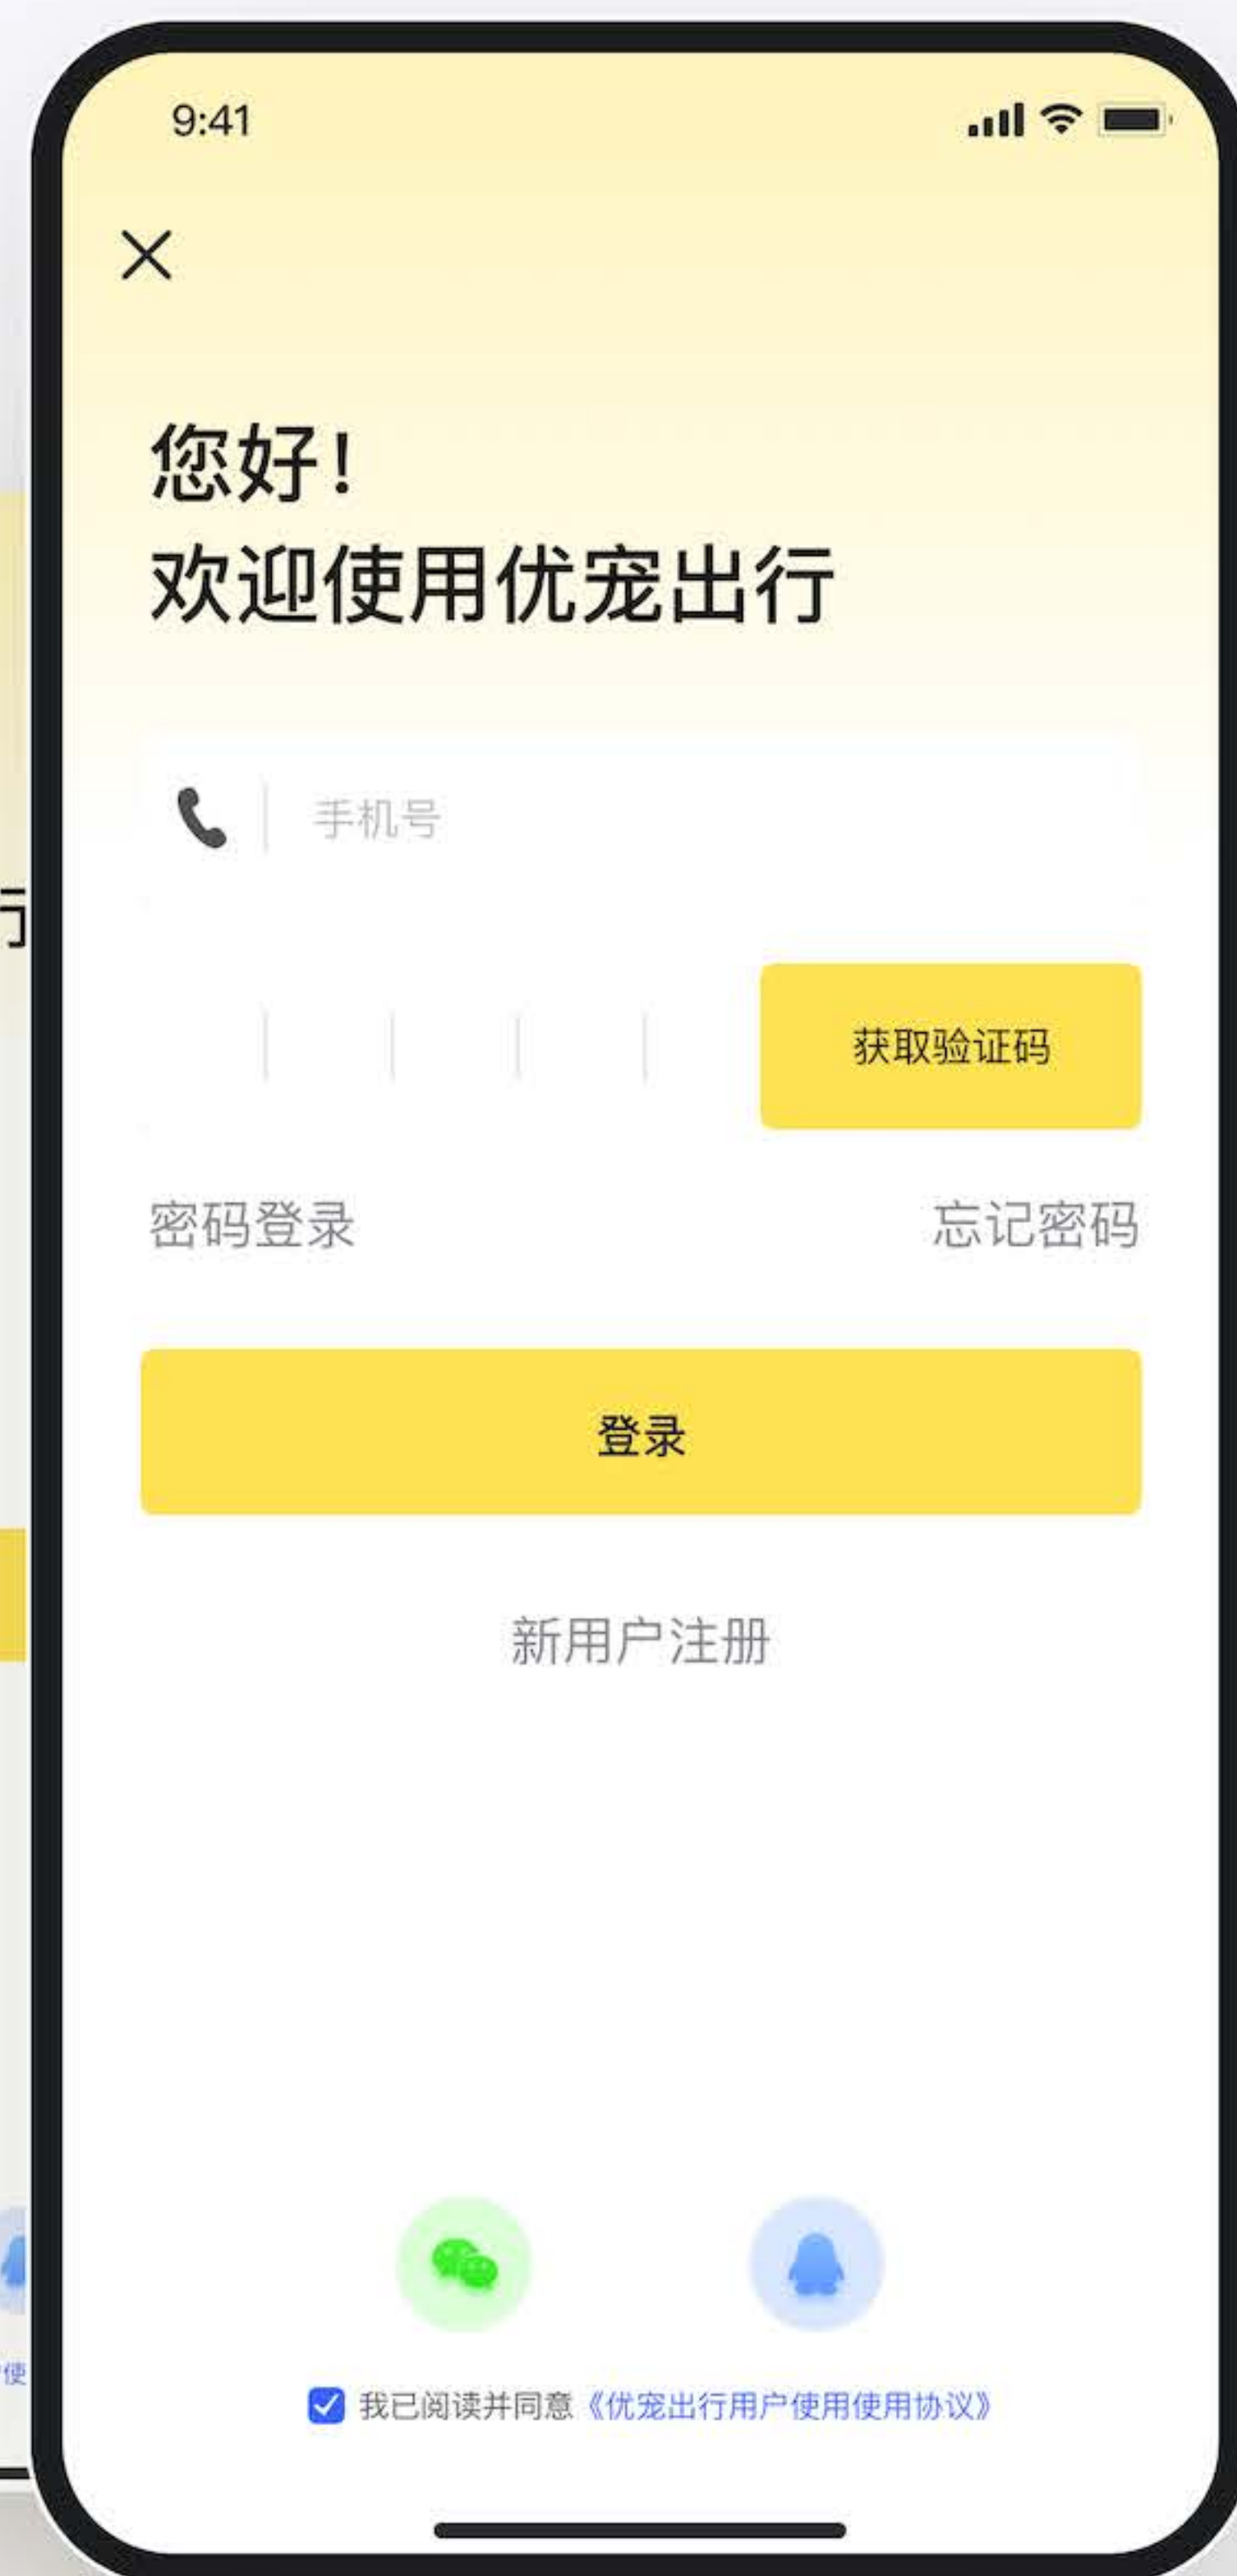 9:41
您好!
欢迎使用优宠出行
手机号
获取验证码
密码登录
忘记密码
登录
新用户注册
我已阅读并同意《优宠出行用户使用使用协议》
行
使